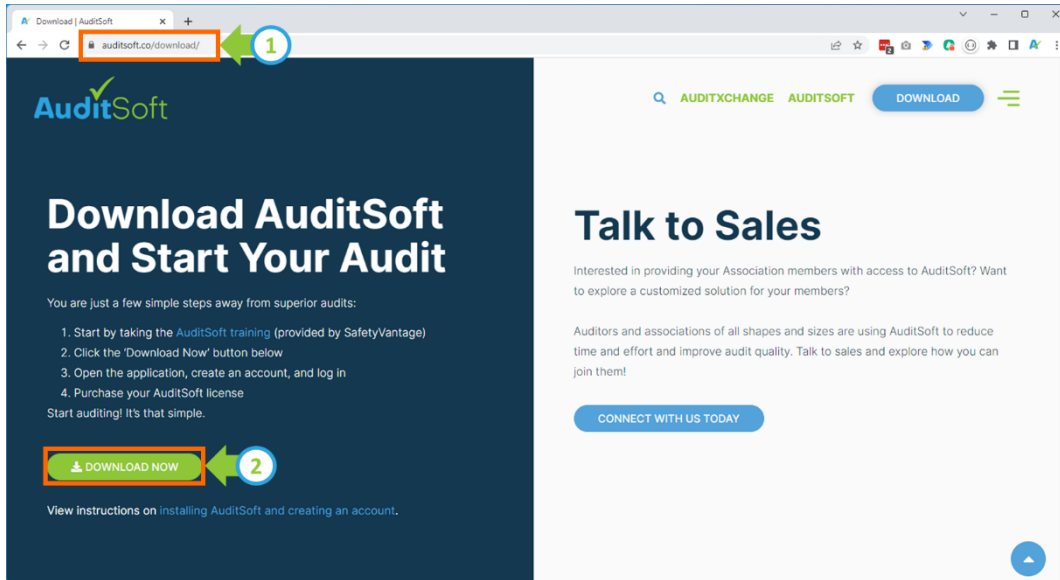 Download | AuditSoft
auditsoft.co/download/
1
AuditSoft
AUDITXCHANGE AUDITSOFT DOWNLOAD
Download AuditSoft
and Start Your Audit
You are just a few simple steps away from superior audits:
1. Start by taking the AuditSoft training (provided by SafetyVantage)
2. Click the 'Download Now' button below
3. Open the application, create an account, and log in
4. Purchase your AuditSoft license
Start auditing! It's that simple.
DOWNLOAD NOW
2
View instructions on installing AuditSoft and creating an account.
Talk to Sales
Interested in providing your Association members with access to AuditSoft? Want
to explore a customized solution for your members?
Auditors and associations of all shapes and sizes are using AuditSoft to reduce
time and effort and improve audit quality. Talk to sales and explore how you can
join them!
CONNECT WITH US TODAY